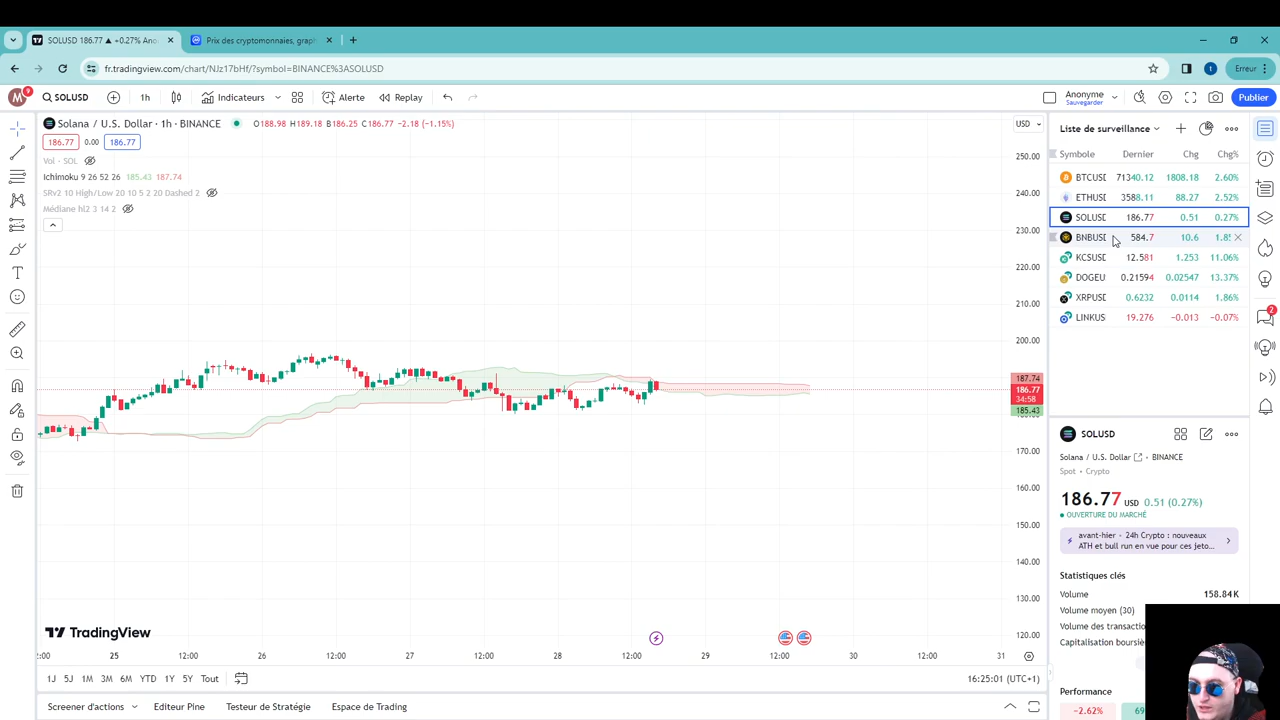 SOLUSD 186.77 ▲ +0.27% Ano
Prix des cryptomonnaies, grap
fr.tradingview.com/chart/NJz17bHf/?symbol=BINANCE%3ASOLUSD
1
Erreur
M
9
SOLUSD
1h
Indicateurs
Alerte
Replay
Anonyme
Sauvegarder
Publier
Solana / U.S. Dollar · 1h · BINANCE
O188.98 H189.18 B186.25 C186.77 −2.18 (−1.15%)
USD
186.77 0.00 186.77
Vol · SOL
Ichimoku 9 26 52 26 185.43 187.74
SRv2 10 High/Low 20 10 5 2 20 Dashed 2
Médiane hl2 3 14 2
250.00
240.00
230.00
220.00
210.00
200.00
187.74
186.77
34:58
185.43
170.00
160.00
150.00
140.00
130.00
120.00
TradingView
:00 25 12:00 26 12:00 27 12:00 28 12:00 29 12:00 30 12:00 31
1J 5J 1M 3M 6M YTD 1Y 5Y Tout
16:25:01 (UTC+1)
Screener d'actions Editeur Pine Testeur de Stratégie Espace de Trading
Liste de surveillance
Symbole Dernier Chg Chg%
BTCUSD 71340.12 1808.18 2.60%
ETHUSD 3588.11 88.27 2.52%
SOLUSD 186.77 0.51 0.27%
BNBUSD 584.7 10.6 1.8
KCSUSD 12.581 1.253 11.06%
DOGEU 0.21594 0.02547 13.37%
XRPUSD 0.6232 0.0114 1.86%
LINKUS 19.276 −0.013 −0.07%
2
SOLUSD
Solana / U.S. Dollar · BINANCE
Spot • Crypto
186.77 USD 0.51 (0.27%)
OUVERTURE DU MARCHÉ
avant-hier • 24h Crypto : nouveaux
ATH et bull run en vue pour ces jeto...
Statistiques clés
Volume 158.84K
Volume moyen (30)
Volume des transactio
Capitalisation boursiè
Performance
−2.62% 69